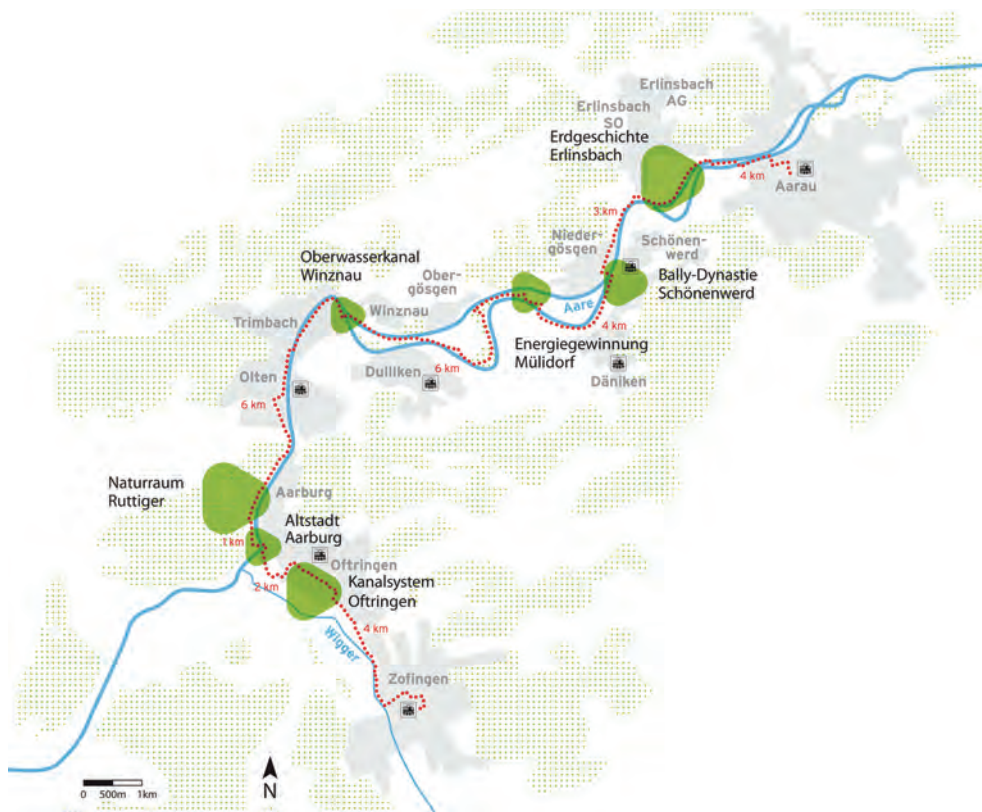 Erlinsbach
AG
Erlinsbach
SO
Erdgeschichte
Erlinsbach
4 km
Aarau
3 km
Nieder-
gösgen
Schönen-
werd
Oberwasserkanal
Winznau
Ober-
gösgen
Bally-Dynastie
Schönenwerd
Aare
Winznau
Trimbach
4 km
Energiegewinnung
Mülidorf
6 km
Dulliken
Däniken
Olten
6 km
Naturraum
Ruttiger
Aarburg
Altstadt
Aarburg
1 km
Oftringen
2 km
Kanalsystem
Oftringen
4 km
Wigger
Zofingen
0 500m 1km
N